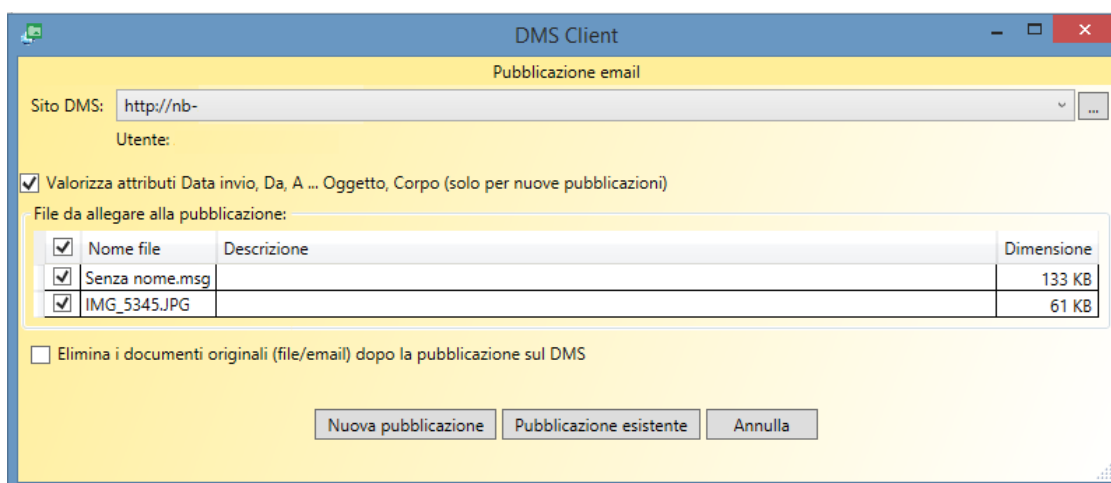 DMS Client
Pubblicazione email
Sito DMS: http://nb- ...
Utente:
Valorizza attributi Data invio, Da, A ... Oggetto, Corpo (solo per nuove pubblicazioni)
File da allegare alla pubblicazione:
Nome file Descrizione Dimensione
Senza nome.msg 133 KB
IMG_5345.JPG 61 KB
Elimina i documenti originali (file/email) dopo la pubblicazione sul DMS
Nuova pubblicazione Pubblicazione esistente Annulla